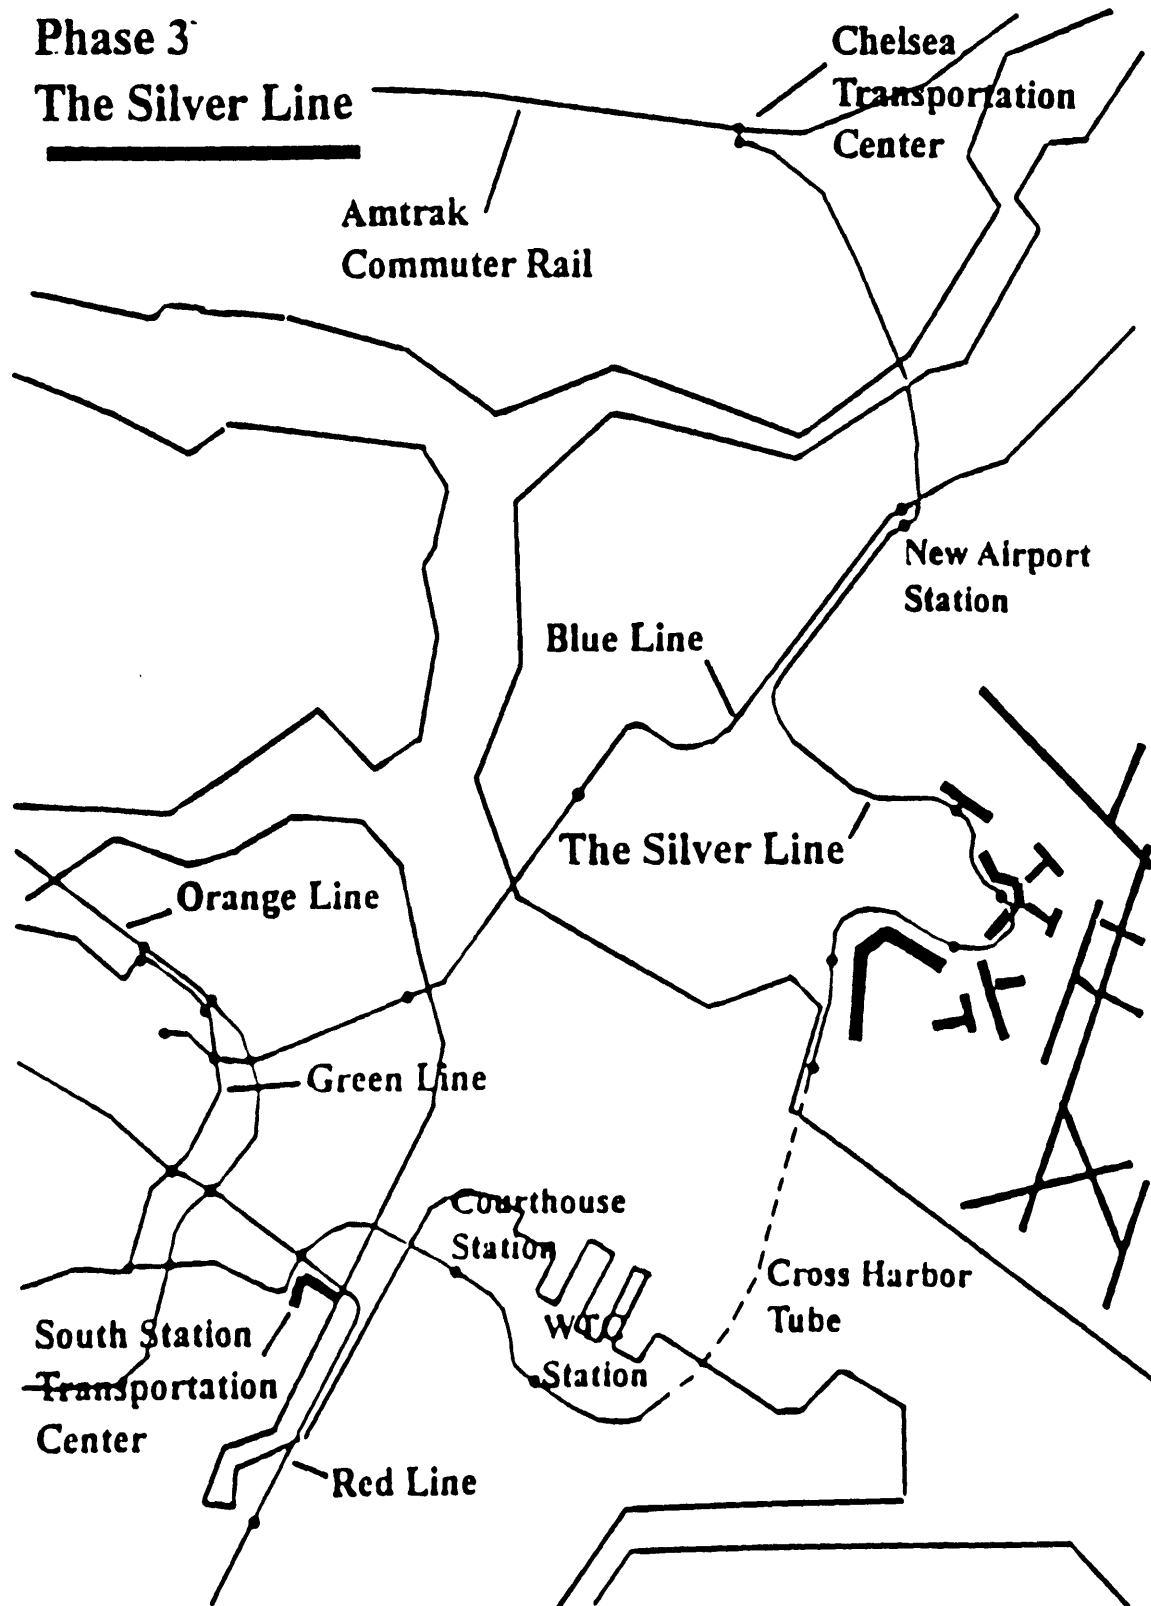 Phase 3
The Silver Line
Chelsea
Transportation
Center
Amtrak
Commuter Rail
New Airport
Station
Blue Line
The Silver Line
Orange Line
Green Line
Courthouse
Station
Cross Harbor
Tube
WTC
Station
South Station
Transportation
Center
Red Line